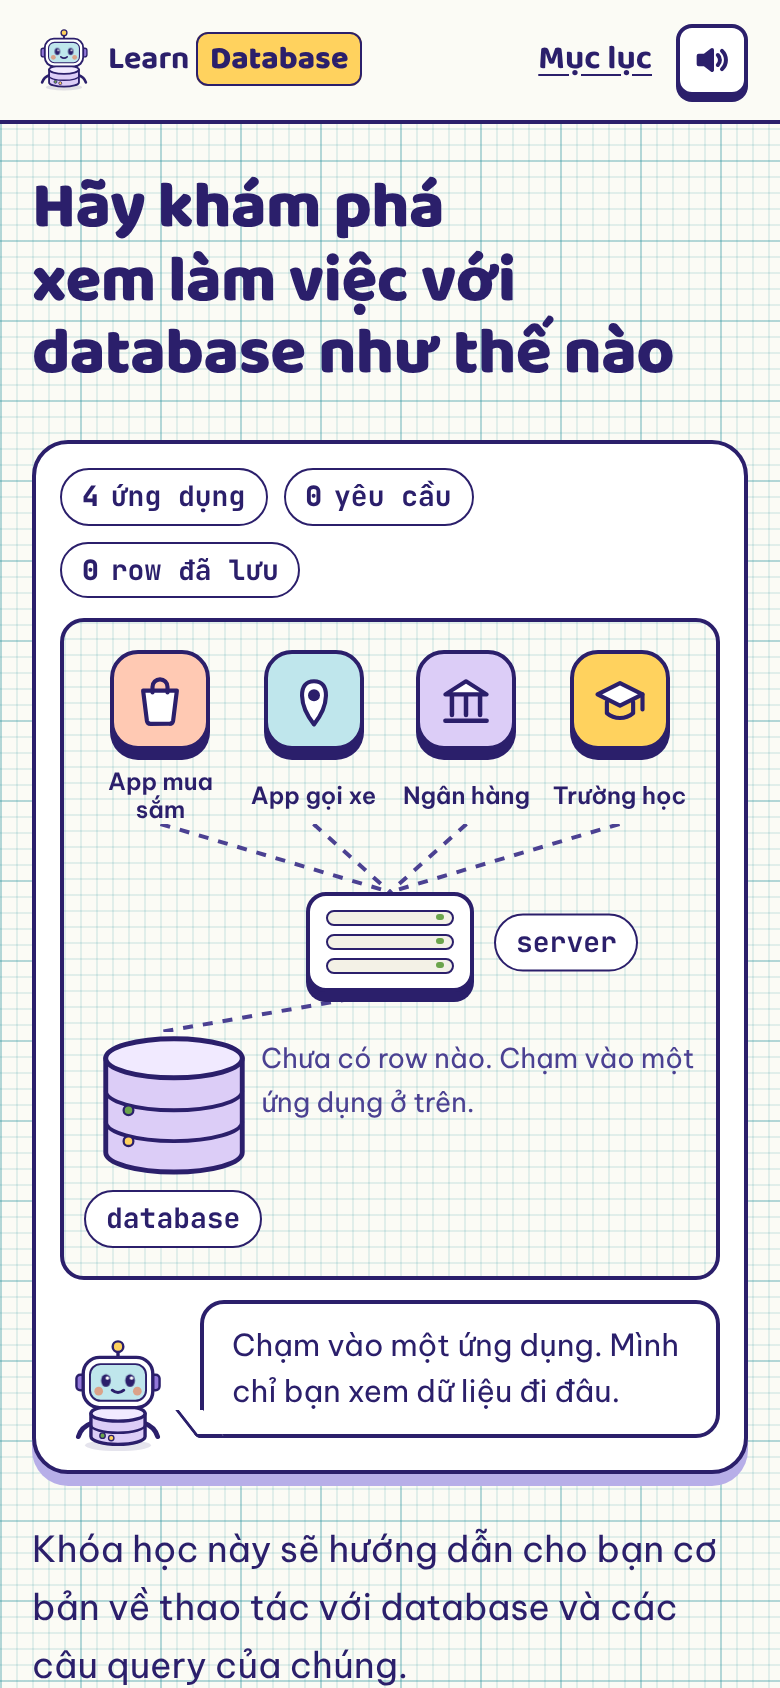 Learn Database
Mục lục
Hãy khám phá
xem làm việc với
database như thế nào
4 ứng dụng
0 yêu cầu
0 row đã lưu
App mua
sắm
App gọi xe
Ngân hàng
Trường học
server
Chưa có row nào. Chạm vào một
ứng dụng ở trên.
database
Chạm vào một ứng dụng. Mình
chỉ bạn xem dữ liệu đi đâu.
Khóa học này sẽ hướng dẫn cho bạn cơ
bản về thao tác với database và các
câu query của chúng.